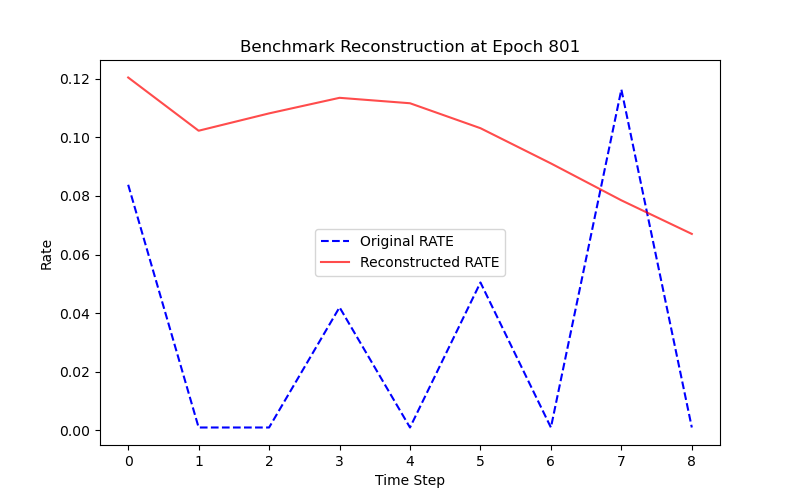 Benchmark Reconstruction at Epoch 801
0.12
0.10
0.08
0.06
0.04
0.02
0.00
Rate
Original RATE
Reconstructed RATE
0 1 2 3 4 5 6 7 8
Time Step